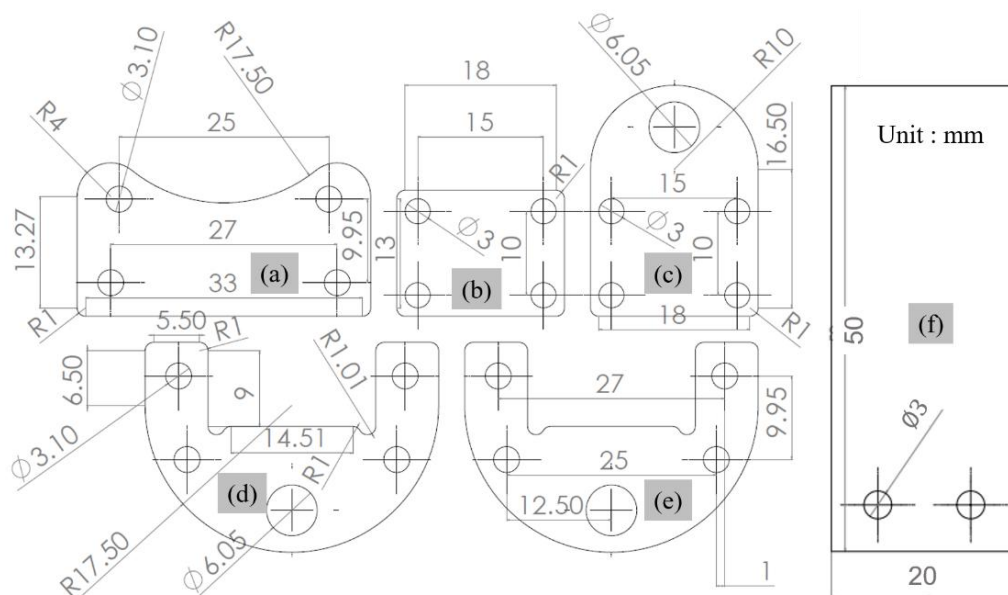 Ø3.10
R17.50
R4
25
13.27
27
9.95
(a)
33
R1
18
15
R1
Ø3
13
10
(b)
Ø6.05
R10
16.50
15
Ø3
10
(c)
18
R1
Unit : mm
50
(f)
Ø3
20
5.50
R1
6.50
9
R1.01
14.51
Ø3.10
(d)
R1
R17.50
Ø6.05
27
9.95
25
(e)
12.50
1